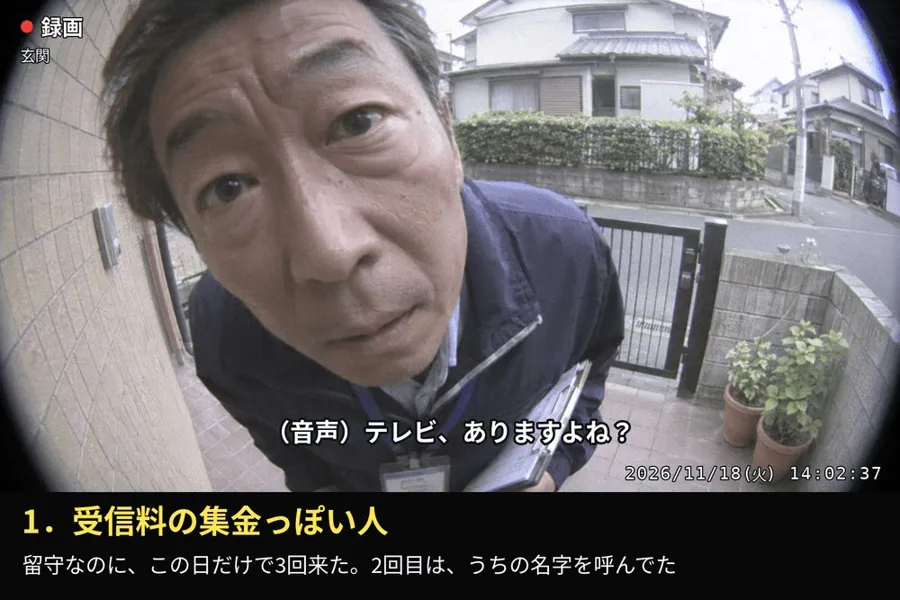 録画
玄関
（音声）テレビ、ありますよね？
2026/11/18(火) 14:02:37
1．受信料の集金っぽい人
留守なのに、この日だけで3回来た。2回目は、うちの名字を呼んでた